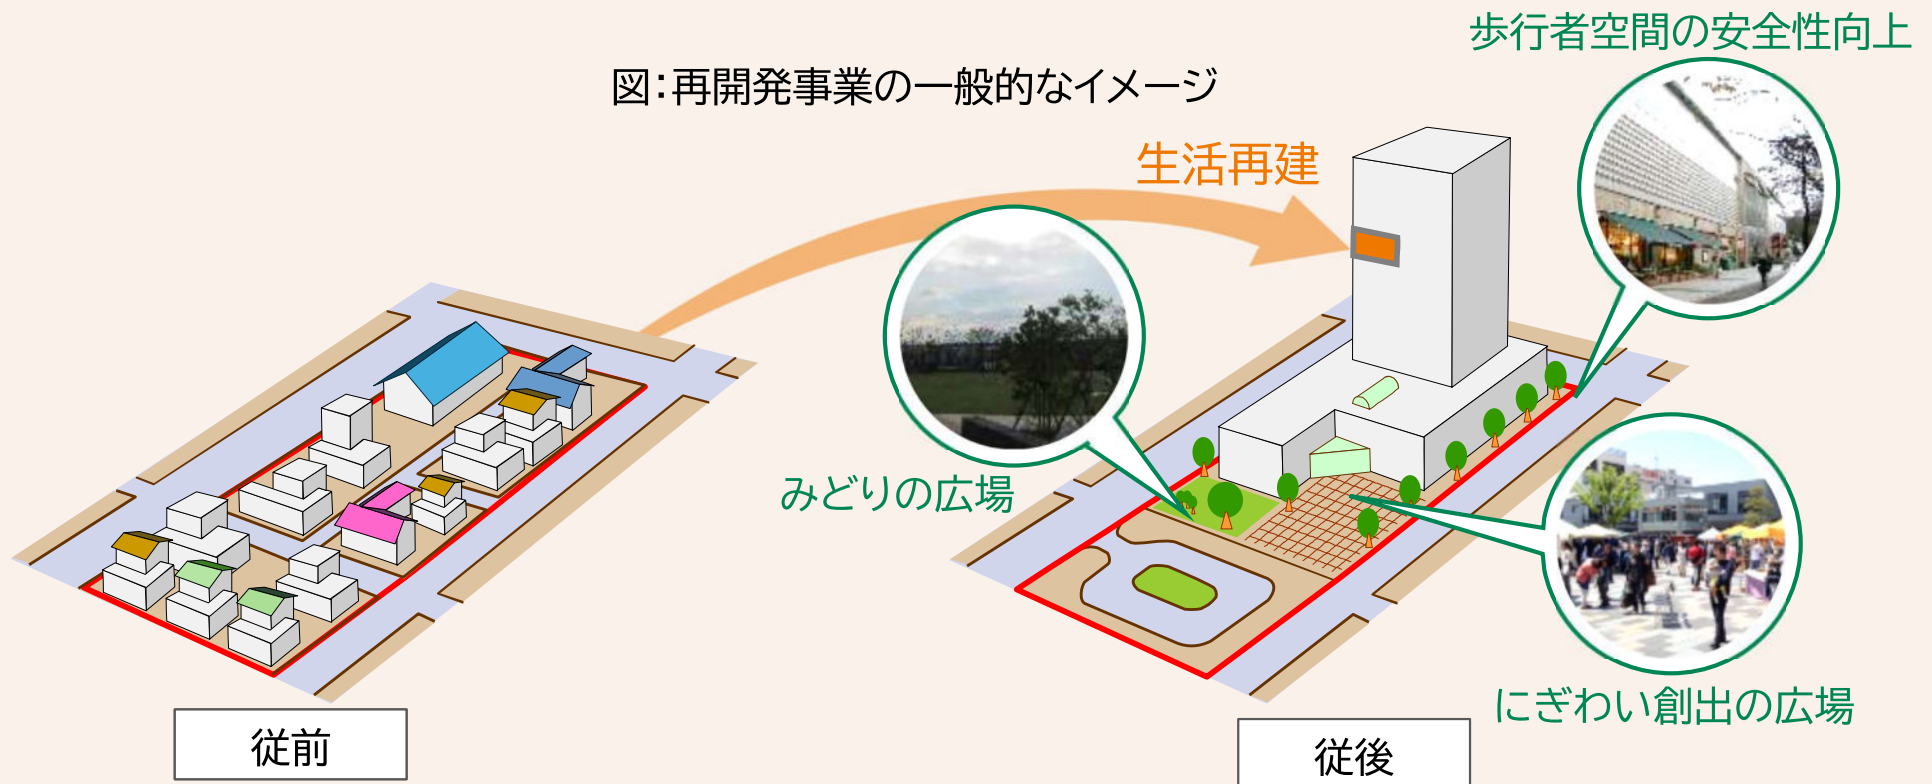 歩行者空間の安全性向上
図：再開発事業の一般的なイメージ
生活再建
みどりの広場
にぎわい創出の広場
従前
従後